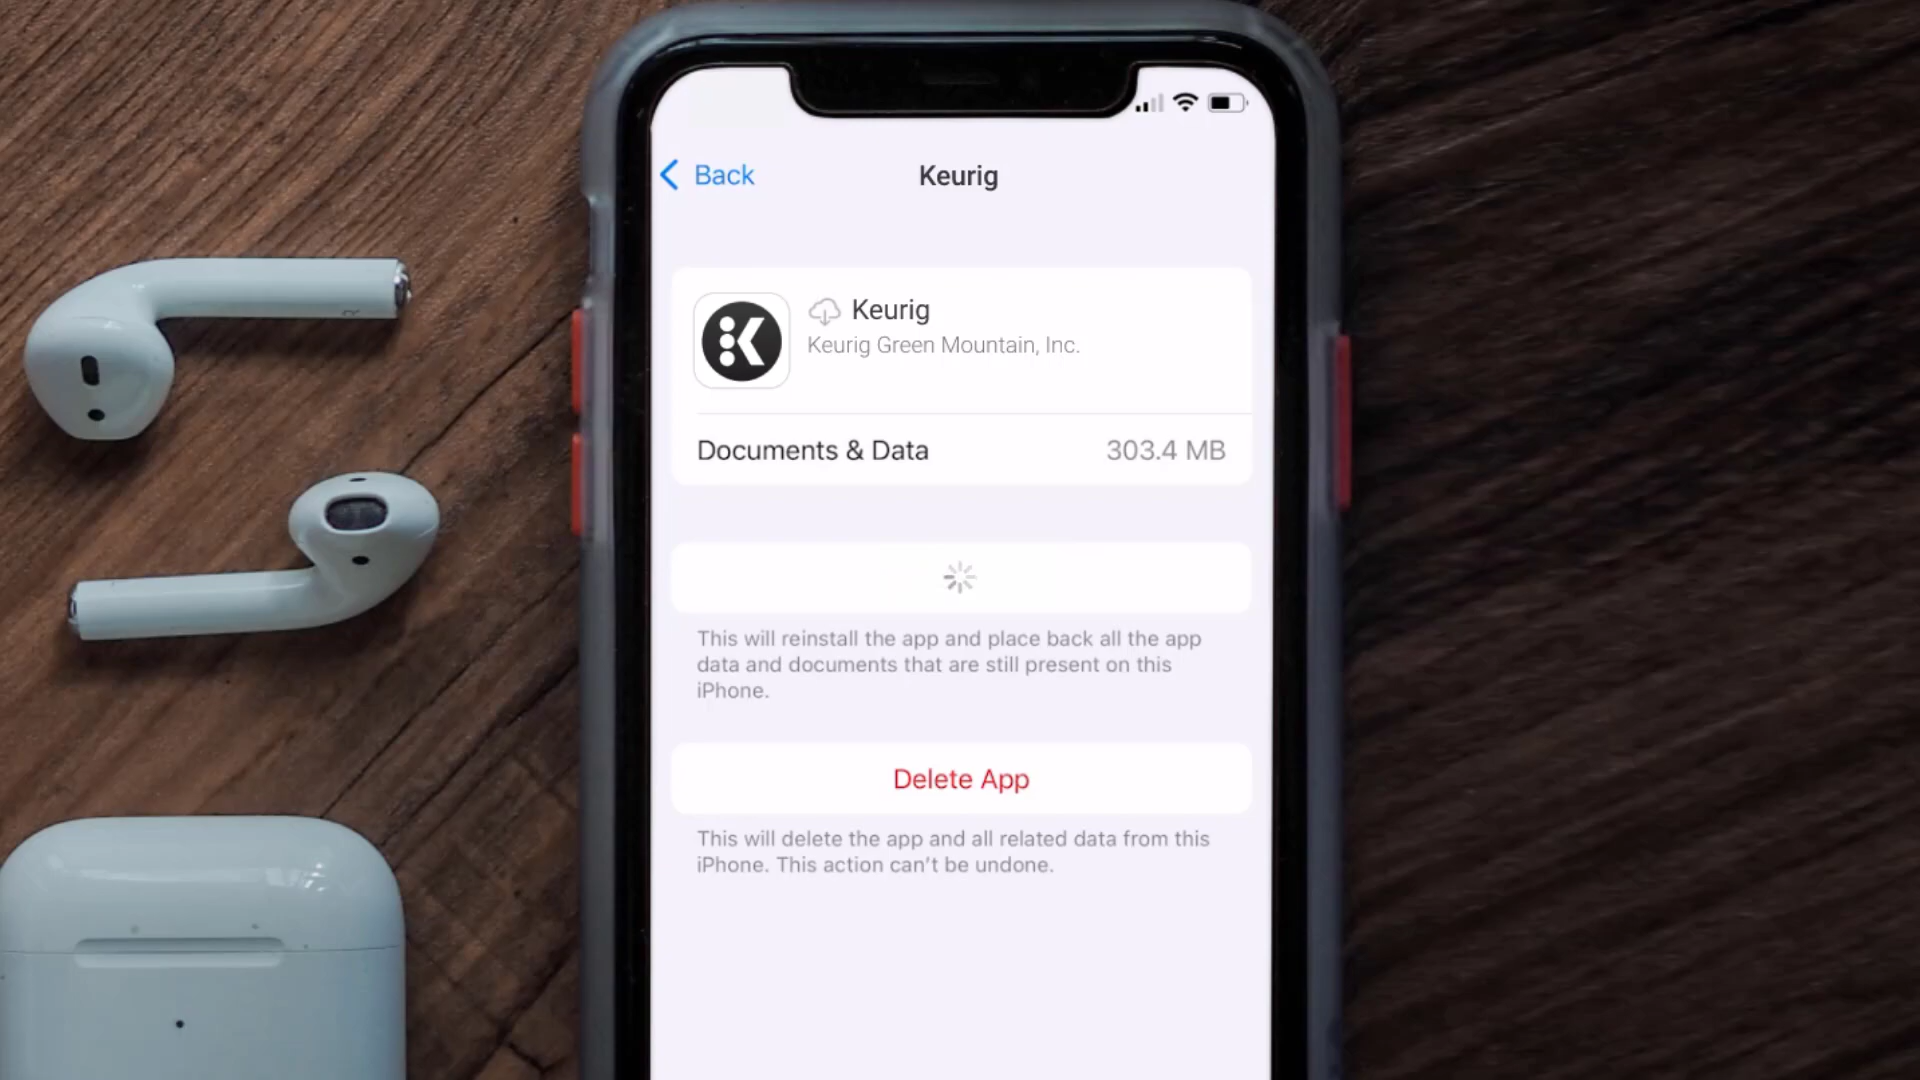 Back
Keurig
Keurig
Keurig Green Mountain, Inc.
Documents & Data 303.4 MB
This will reinstall the app and place back all the app
data and documents that are still present on this
iPhone.
Delete App
This will delete the app and all related data from this
iPhone. This action can't be undone.